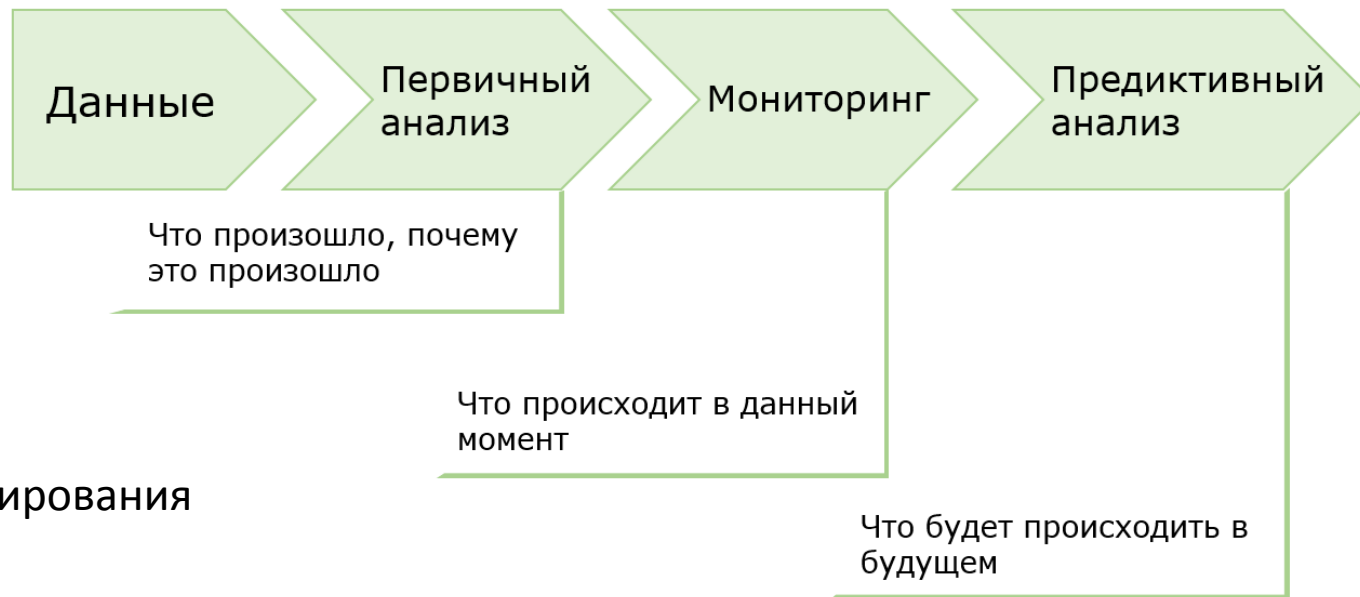 Данные
Первичный
анализ
Мониторинг
Предиктивный
анализ
Что произошло, почему
это произошло
Что происходит в данный
момент
ирования
Что будет происходить в
будущем